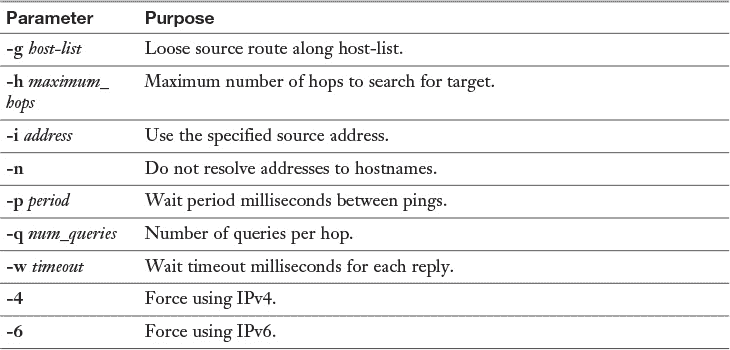 Parameter Purpose
-g host-list Loose source route along host-list.
-h maximum_ Maximum number of hops to search for target.
hops
-i address Use the specified source address.
-n Do not resolve addresses to hostnames.
-p period Wait period milliseconds between pings.
-q num_queries Number of queries per hop.
-w timeout Wait timeout milliseconds for each reply.
-4 Force using IPv4.
-6 Force using IPv6.